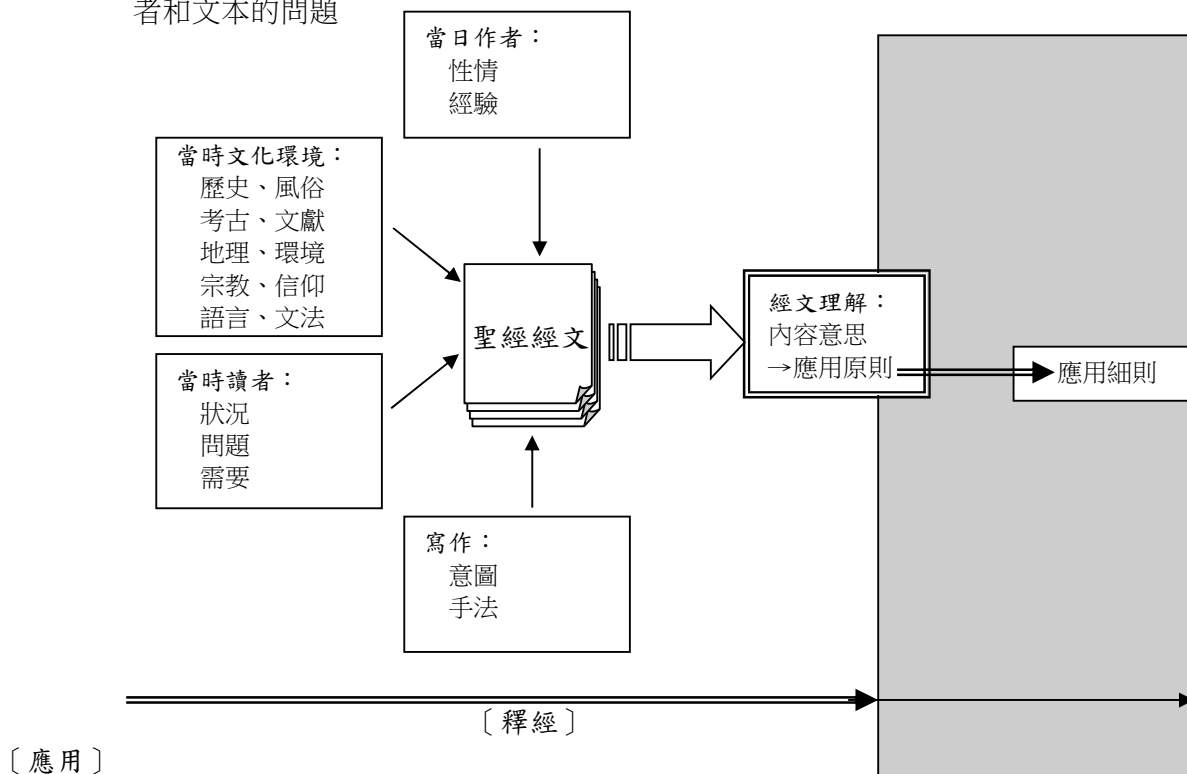 者和文本的問題
當日作者：
性情
經驗
當時文化環境：
歷史、風俗
考古、文獻
地理、環境
宗教、信仰
語言、文法
聖經經文
經文理解：
內容意思
→應用原則
應用細則
當時讀者：
狀況
問題
需要
寫作：
意圖
手法
〔釋經〕
〔應用〕